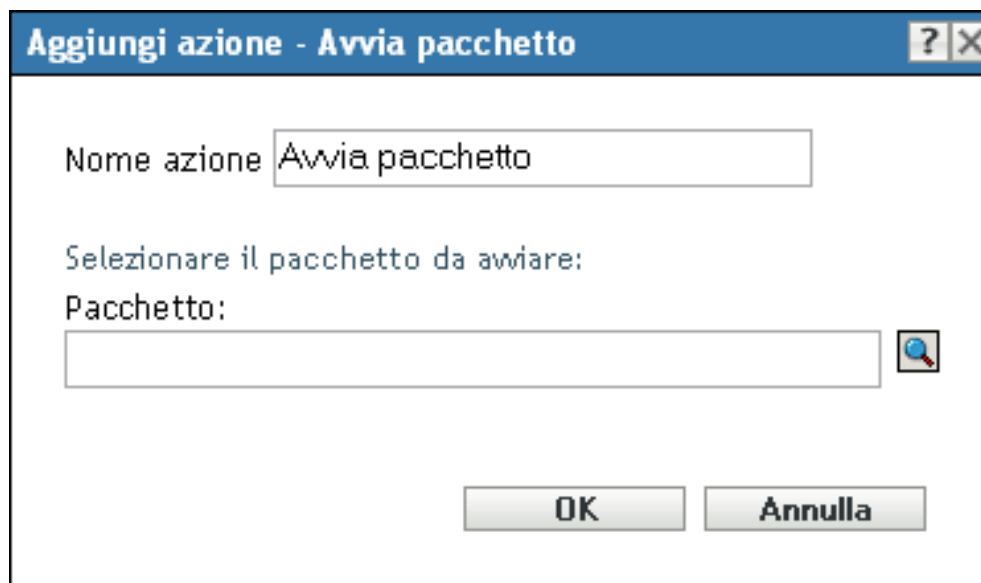 Aggiungi azione - Avvia pacchetto ?
Nome azione Avvia pacchetto
Selezionare il pacchetto da avviare:
Pacchetto:
OK Annulla